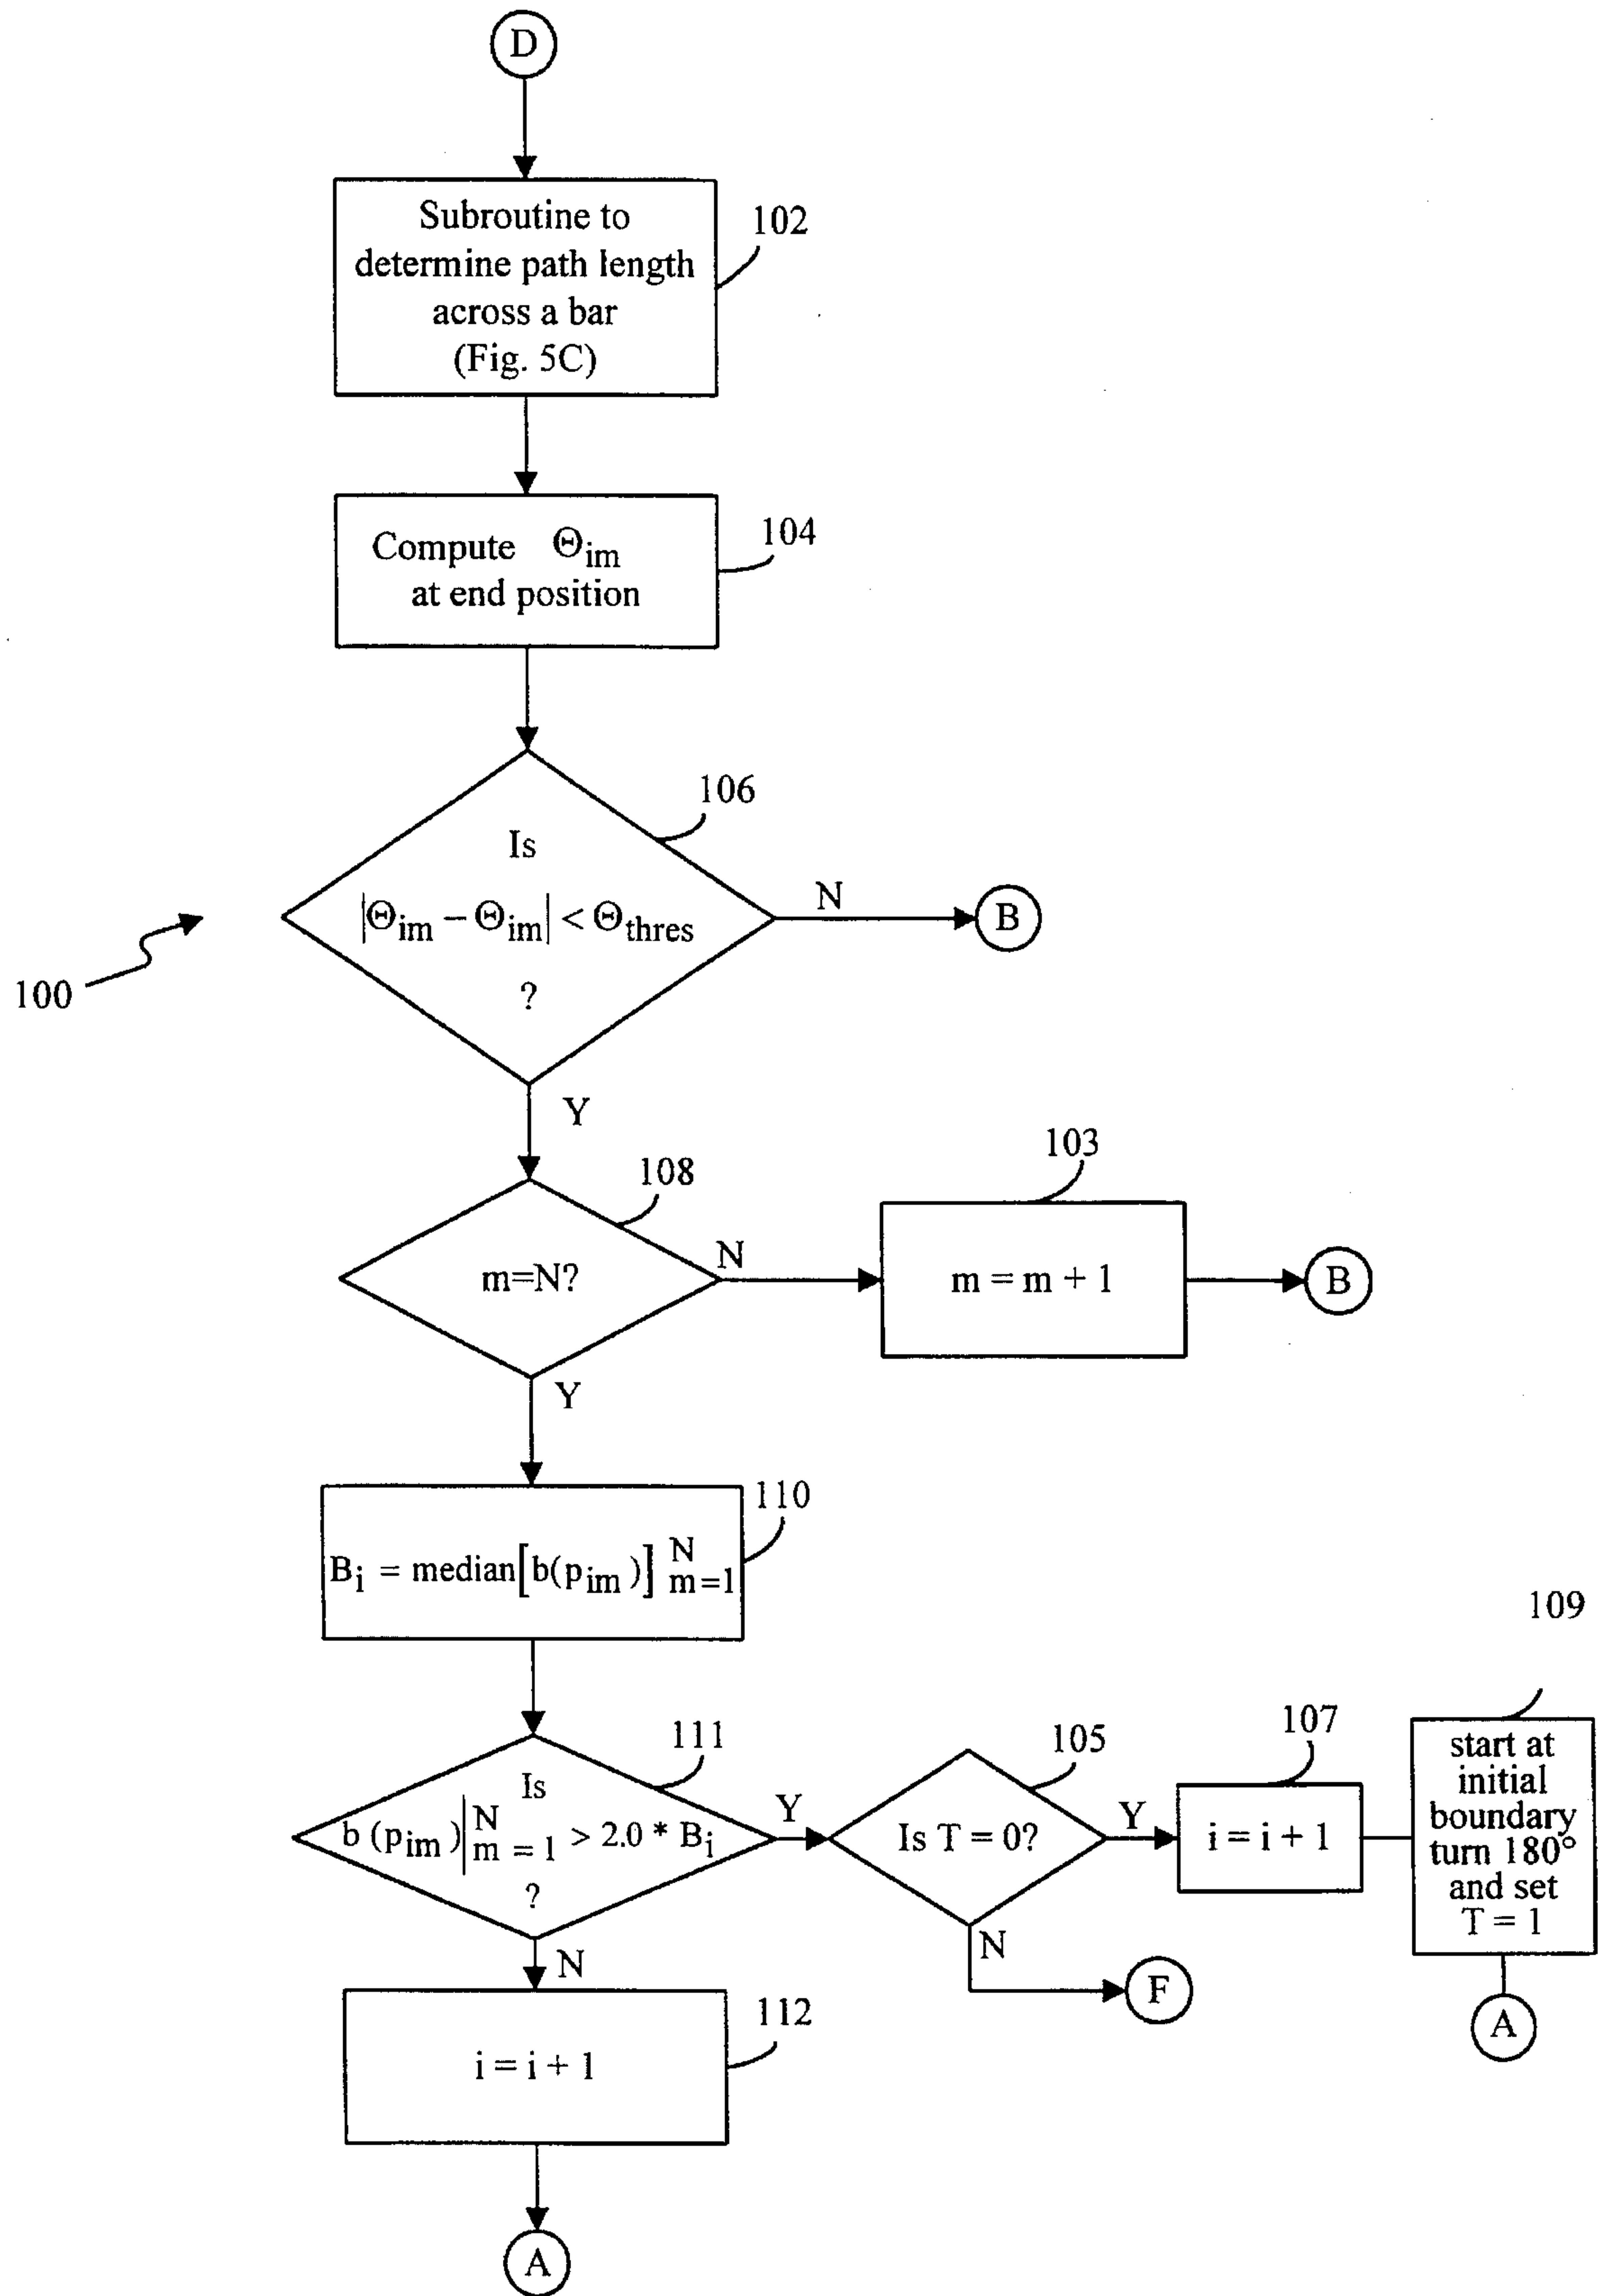 D
Subroutine to
determine path length
across a bar
(Fig. 5C)
102
Compute Θim
at end position
104
106
Is
|Θim − Θim| < Θthres
?
N
B
100
Y
108
m=N?
N
103
m = m + 1
B
Y
110
Bi = median[b(pim)] N m=1
109
111
Is
b (pim)| N m = 1 > 2.0 * Bi
?
Y
105
Is T = 0?
Y
107
i = i + 1
start at
initial
boundary
turn 180°
and set
T = 1
N
F
A
N
112
i = i + 1
A